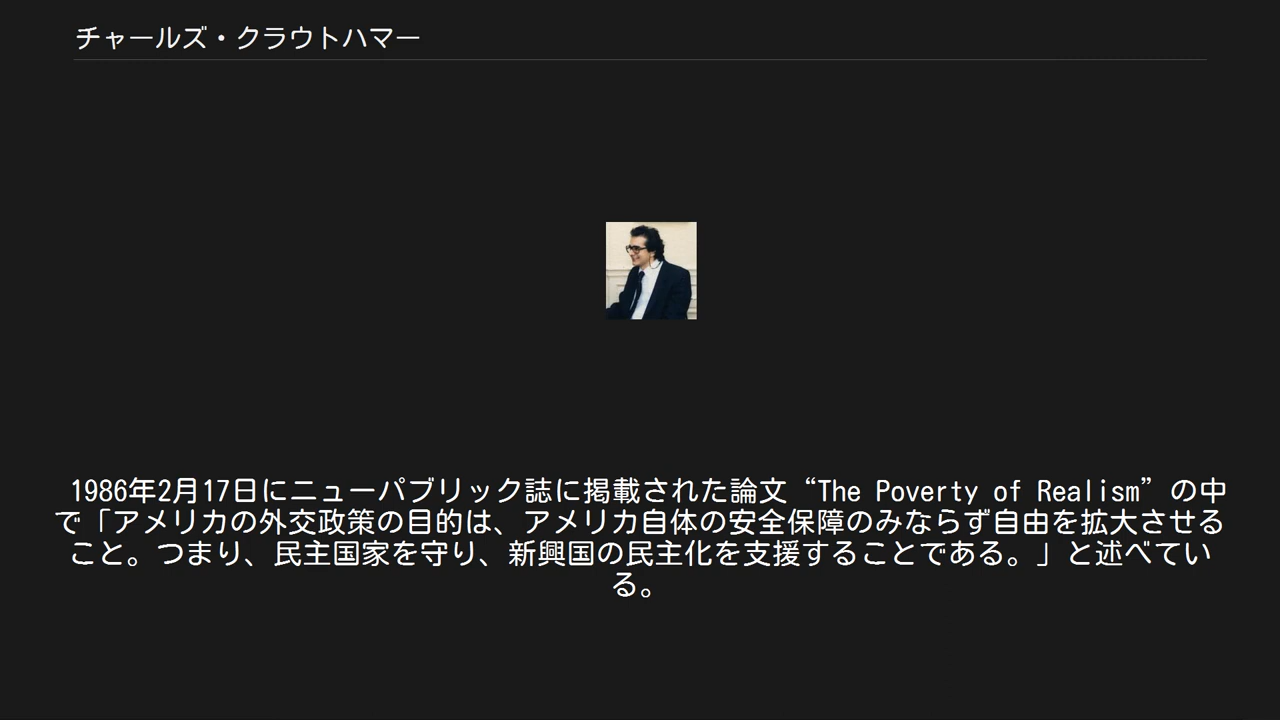 チャールズ・クラウトハマー
1986年2月17日にニューパブリック誌に掲載された論文“The Poverty of Realism”の中
で「アメリカの外交政策の目的は、アメリカ自体の安全保障のみならず自由を拡大させる
こと。つまり、民主国家を守り、新興国の民主化を支援することである。」と述べてい
る。